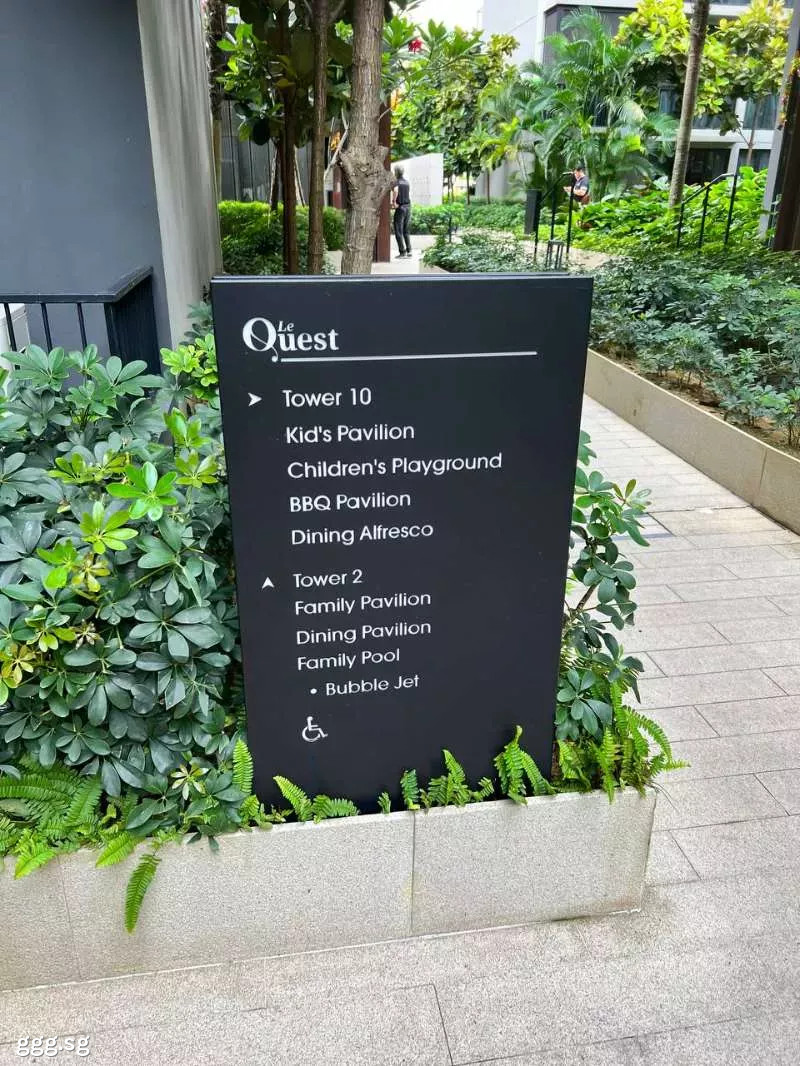 Le Quest
Tower 10
Kid's Pavilion
Children's Playground
BBQ Pavilion
Dining Alfresco
Tower 2
Family Pavilion
Dining Pavilion
Family Pool
• Bubble Jet
ggg.sg